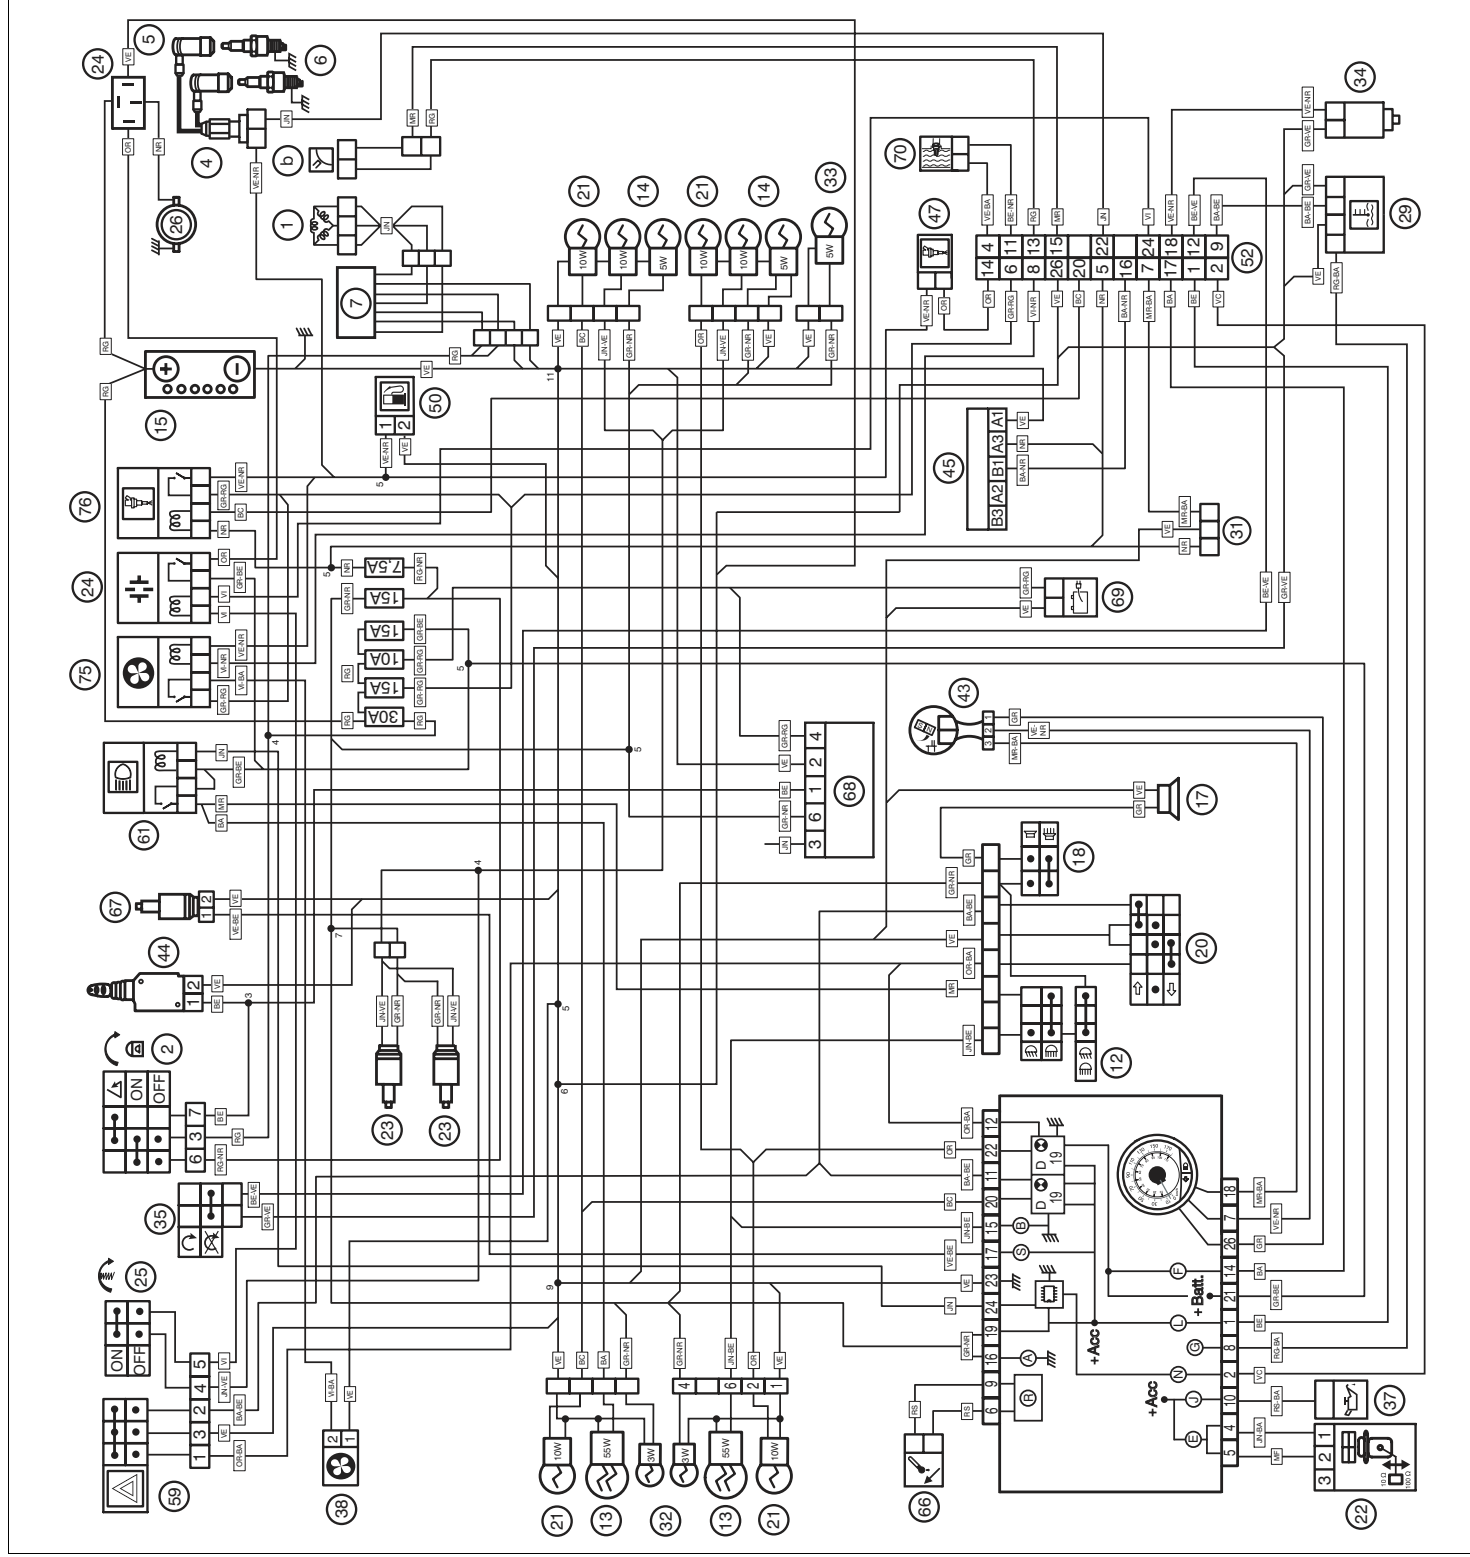 24
5
6
VE
OR
NR
JN
4
VE-NR
b
MR
RG
26
1
JN
7
RG
RG
15
RG
VE
11
21
14
21
14
33
10W
10W
5W
10W
10W
5W
5W
VE
BC
JN-VE
GR-NR
OR
JN-VE
GR-NR
VE
VE
GR-NR
50
1
2
VE-NR
VE
5
70
47
VE-NR
OR
VE-BA
BE-NR
RG
MR
JN
VI
VE-NR
BE-VE
BA-BE
4
11
13
15
22
24
18
12
9
14
6
8
26
20
5
16
7
17
1
2
52
OR
GR-RG
VI-NR
VE
BC
NR
BA-NR
MR-BA
BA
BE
VC
34
VE-NR
GR-VE
29
GR-VE
BA-BE
VE
RG-BA
45
B3
A2
B1
A3
A1
VE
NR
BA-NR
31
MR-BA
VE
NR
69
GR-RG
VE
BE-VE
GR-VE
76
VE-NR
GR-RG
BC
NR
24
OR
GR-BE
VI
VI
75
VE-NR
VI-NR
VI-BA
GR-RG
5
NR
7,5A
RG-NR
GR-NR
15A
15A
GR-BE
10A
GR-RG
RG
15A
GR-RG
RG
30A
RG
5
4
5
61
JN
GR-BE
MR
BA
68
4
2
1
6
3
GR-RG
VE
BE
GR-NR
JN
43
1
2
3
GR
VE-NR
MR-BA
17
VE
GR
18
GR
GR-NR
BA-BE
VE
OR-BA
MR
JN-BE
20
12
67
1
2
VE
VE-BE
44
1
2
VE
BE
3
7
4
JN-VE
GR-NR
GR-NR
JN-VE
23
23
5
6
2
ON
OFF
7
3
6
BE
RG
RG-NR
35
BE-VE
GR-VE
25
ON
OFF
59
5
4
2
3
1
VI
JN-VE
BA-BE
VE
OR-BA
38
2
1
VI-BA
VE
9
VE
BC
BA
GR-NR
GR-NR
JN-BE
OR
VE
4
6
2
1
10W
55W
3W
3W
55W
10W
21
13
32
13
21
OR-BA
OR
BA-BE
BC
JN-BE
VE-BE
VE
JN
GR-NR
RS
RS
12
22
11
20
15
17
23
24
19
16
9
6
D
19
D
19
B
S
A
R
F
L
G
N
J
E
+Batt.
+Acc
+Acc
66
18
7
26
14
21
1
8
2
10
4
5
MR-BA
VE-NR
GR
BA
GR-BE
BE
RG-BA
VC
RS-BA
JN-BA
MF
37
22
1
2
3
10 Ω
100 Ω